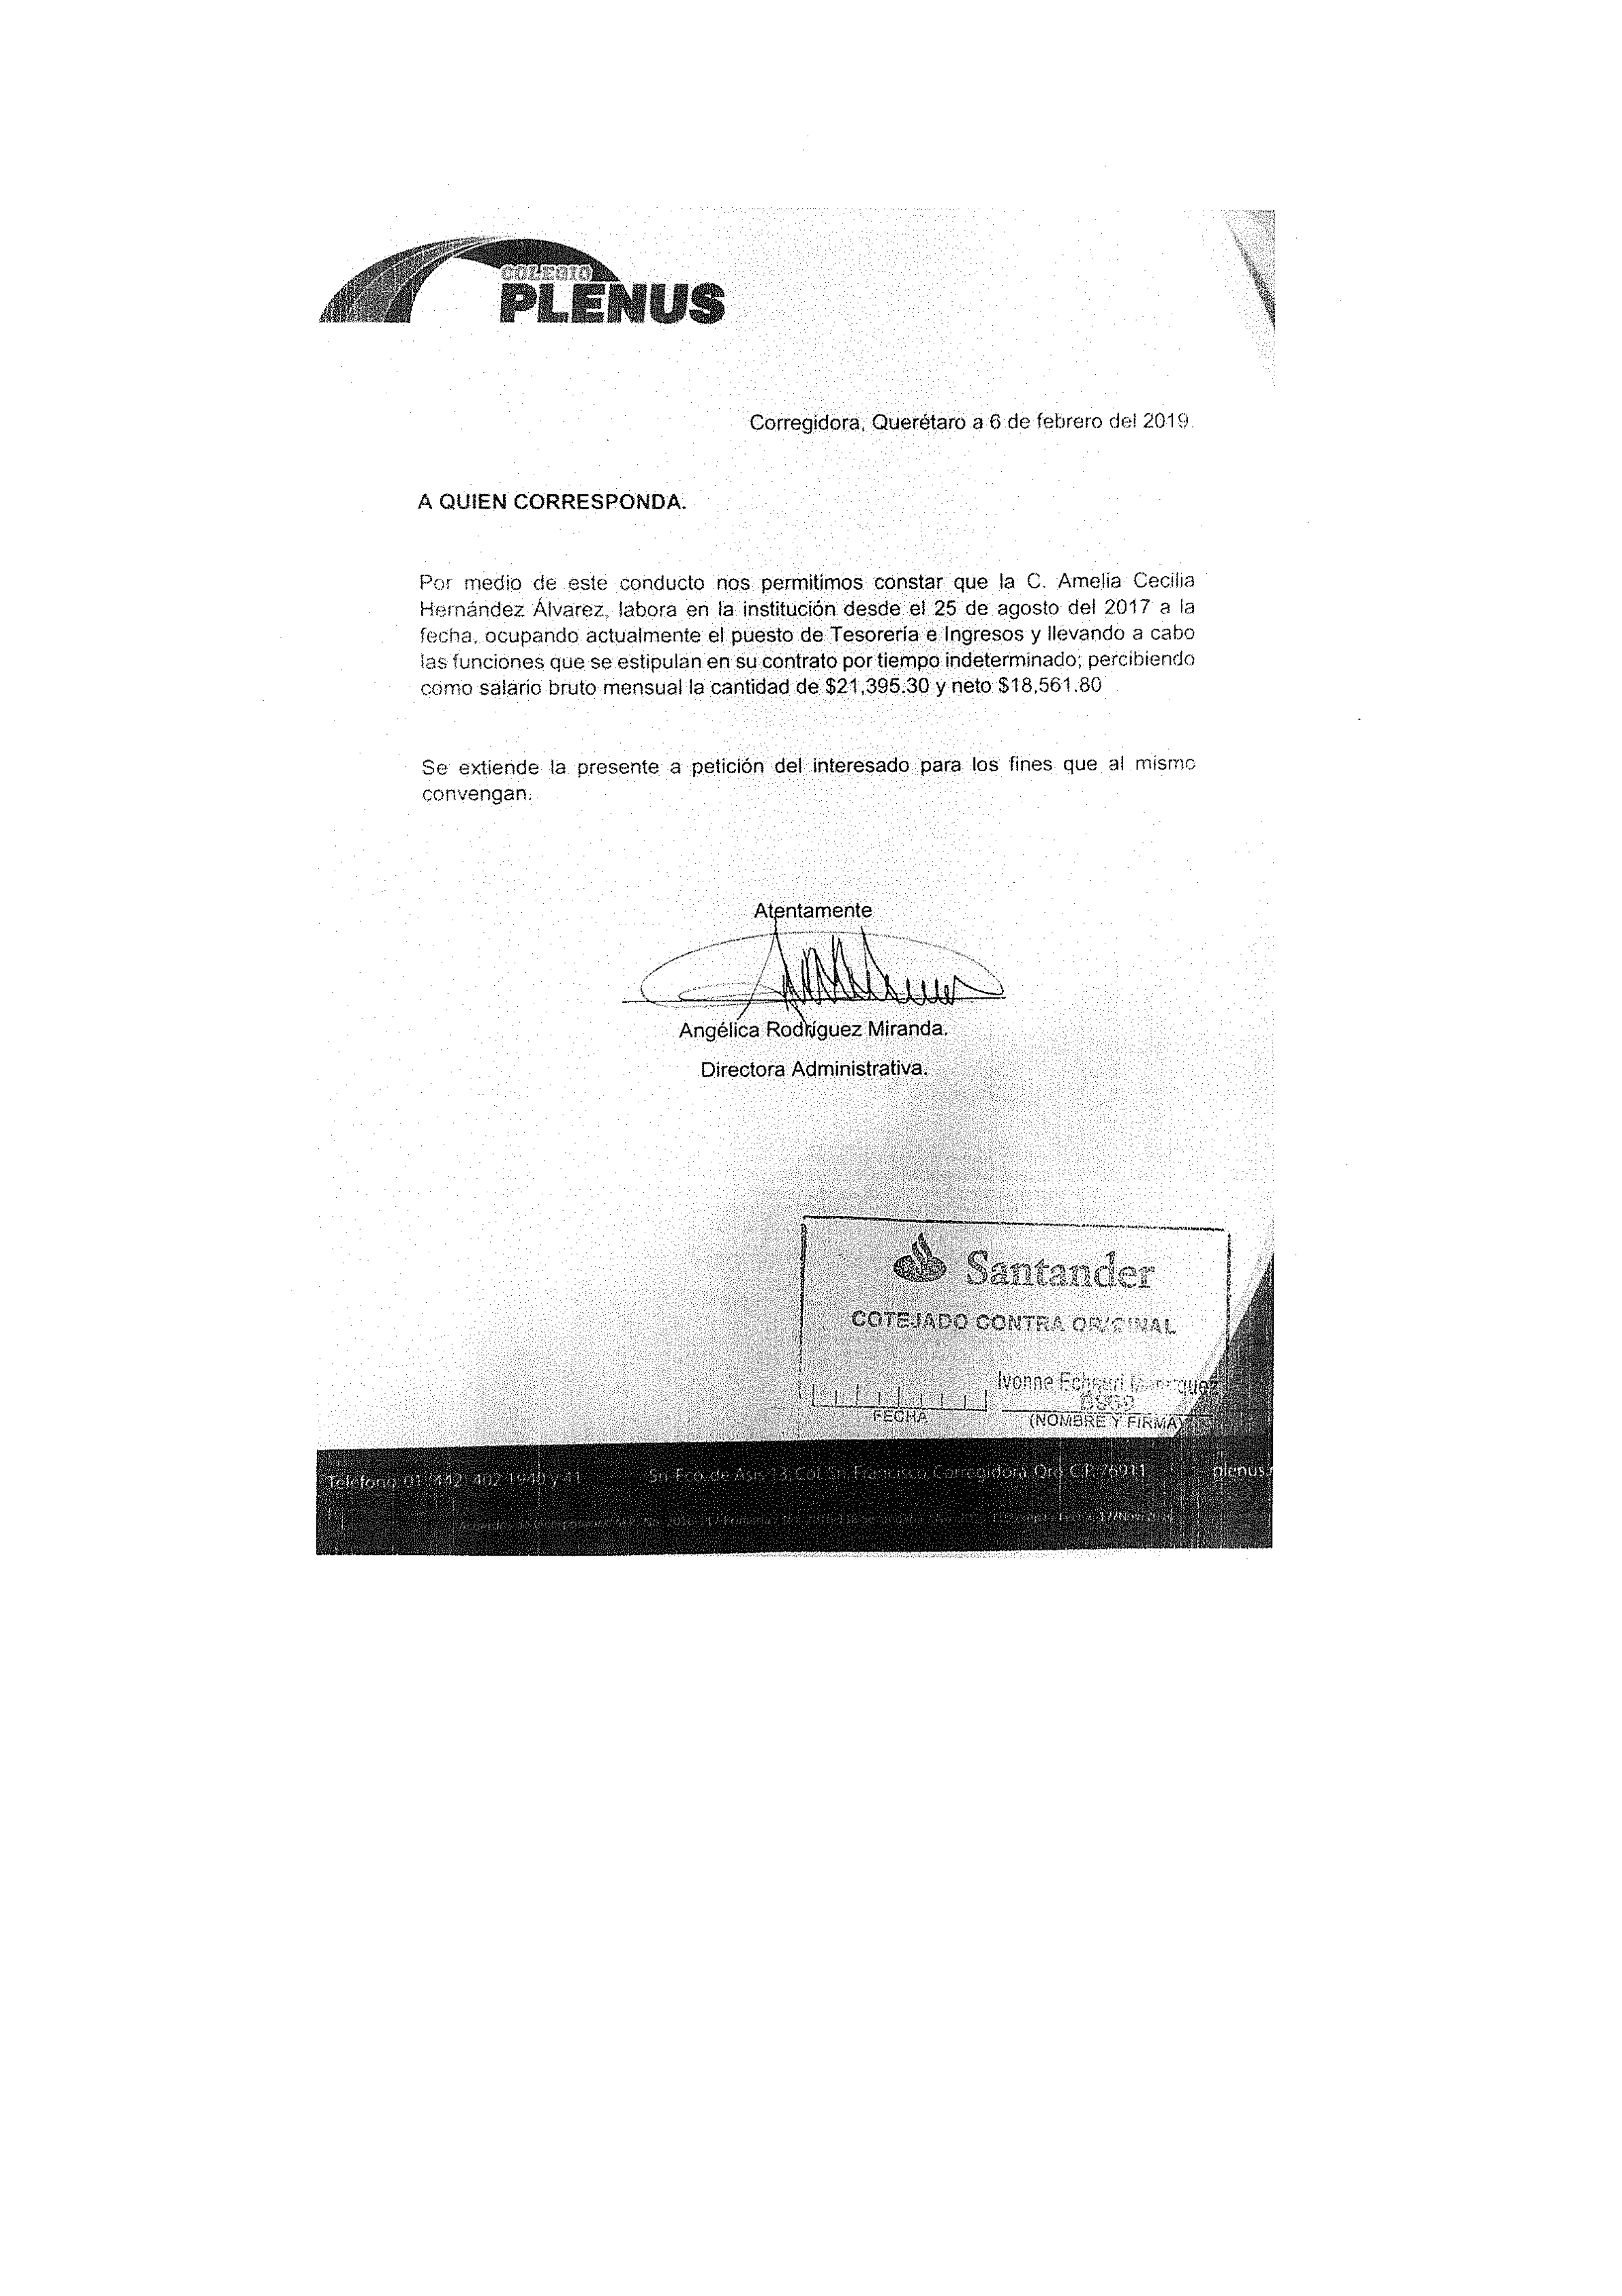 COLEGIO
PLENUS
Corregidora, Querétaro a 6 de febrero del 2019.
A QUIEN CORRESPONDA.
Por medio de este conducto nos permitimos constar que la C. Amelia Cecilia
Hernández Álvarez, labora en la institución desde el 25 de agosto del 2017 a la
fecha, ocupando actualmente el puesto de Tesorería e Ingresos y llevando a cabo
las funciones que se estipulan en su contrato por tiempo indeterminado; percibiendo
como salario bruto mensual la cantidad de $21,395.30 y neto $18,561.80
Se extiende la presente a petición del interesado para los fines que al mismo
convengan.
Atentamente
Angélica Rodríguez Miranda.
Directora Administrativa.
Santander
COTEJADO CONTRA ORIGINAL
Ivonne
FECHA
(NOMBRE Y FIRMA)
Telefono. 01 (442) 402 1940 y 41 Sn. Fco. de Asis 13, Col. Sn. Francisco, Corregidora Qro. C.P. 76911 plenus.